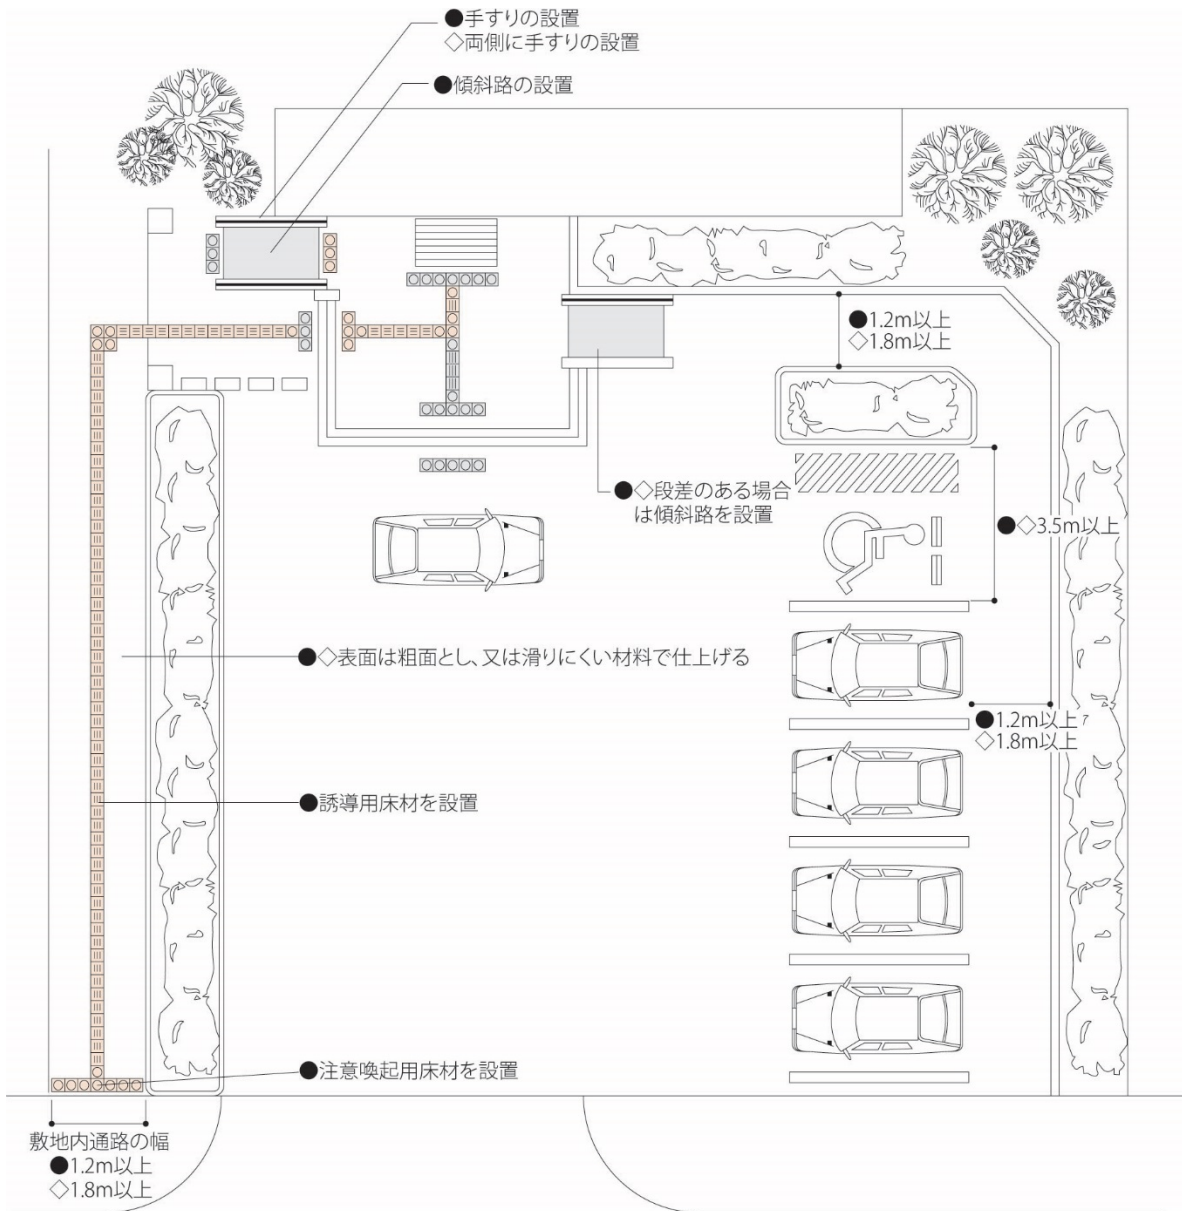 ●手すりの設置
◇両側に手すりの設置
●傾斜路の設置
●1.2m以上
◇1.8m以上
●◇段差のある場合
は傾斜路を設置
●◇3.5m以上
●◇表面は粗面とし、又は滑りにくい材料で仕上げる
●1.2m以上
◇1.8m以上
●誘導用床材を設置
●注意喚起用床材を設置
敷地内通路の幅
●1.2m以上
◇1.8m以上